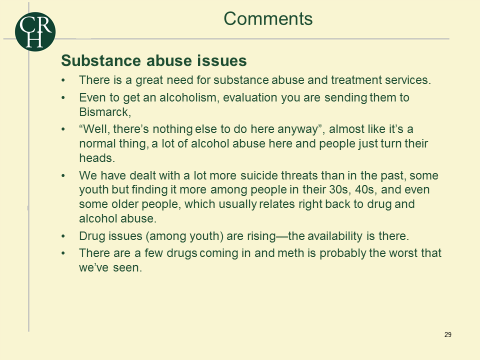 CRH
Comments
Substance abuse issues
• There is a great need for substance abuse and treatment services.
• Even to get an alcoholism, evaluation you are sending them to
Bismarck,
• “Well, there’s nothing else to do here anyway”, almost like it’s a
normal thing, a lot of alcohol abuse here and people just turn their
heads.
• We have dealt with a lot more suicide threats than in the past, some
youth but finding it more among people in their 30s, 40s, and even
some older people, which usually relates right back to drug and
alcohol abuse.
• Drug issues (among youth) are rising—the availability is there.
• There are a few drugs coming in and meth is probably the worst that
we’ve seen.
29